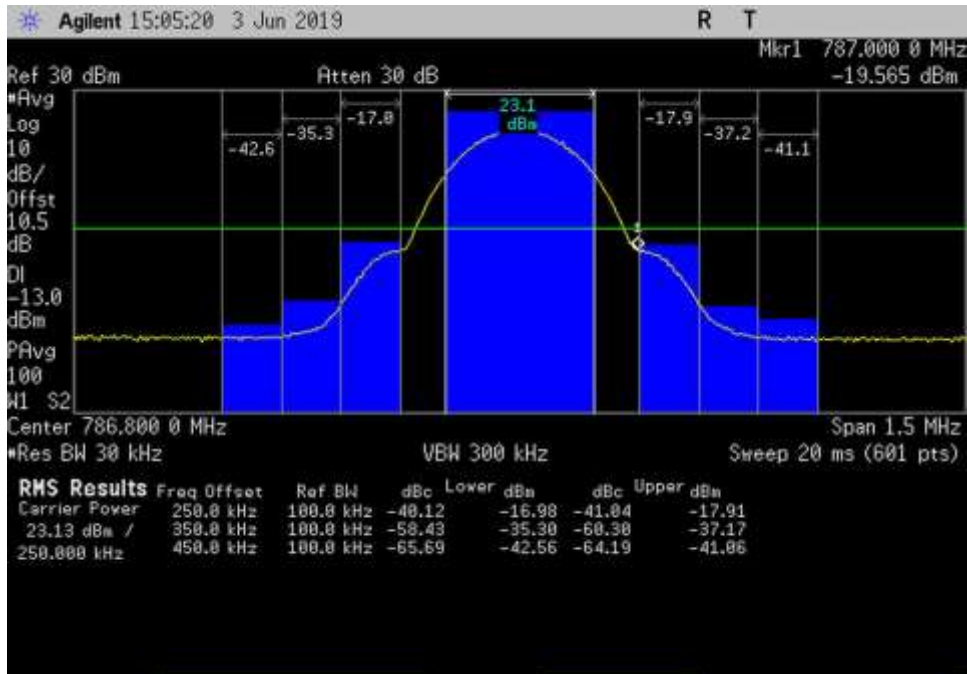 Agilent 15:05:20 3 Jun 2019 R T
Mkr1 787.000 0 MHz
Ref 30 dBm Atten 30 dB -19.565 dBm
#Avg
Log
10
dB/
Offst
10.5
dB
DI
-13.0
dBm
PAvg
100
W1 S2
-42.6
-35.3
-17.0
23.1
dBm
-17.9
-37.2
-41.1
1
Center 786.800 0 MHz Span 1.5 MHz
#Res BW 30 kHz VBW 300 kHz Sweep 20 ms (601 pts)
RMS Results Freq Offset Ref BW dBc Lower dBm dBc Upper dBm
Carrier Power 250.0 kHz 100.0 kHz -40.12 -16.98 -41.04 -17.91
23.13 dBm / 350.0 kHz 100.0 kHz -58.43 -35.30 -60.30 -37.17
250.000 kHz 450.0 kHz 100.0 kHz -65.69 -42.56 -64.19 -41.06